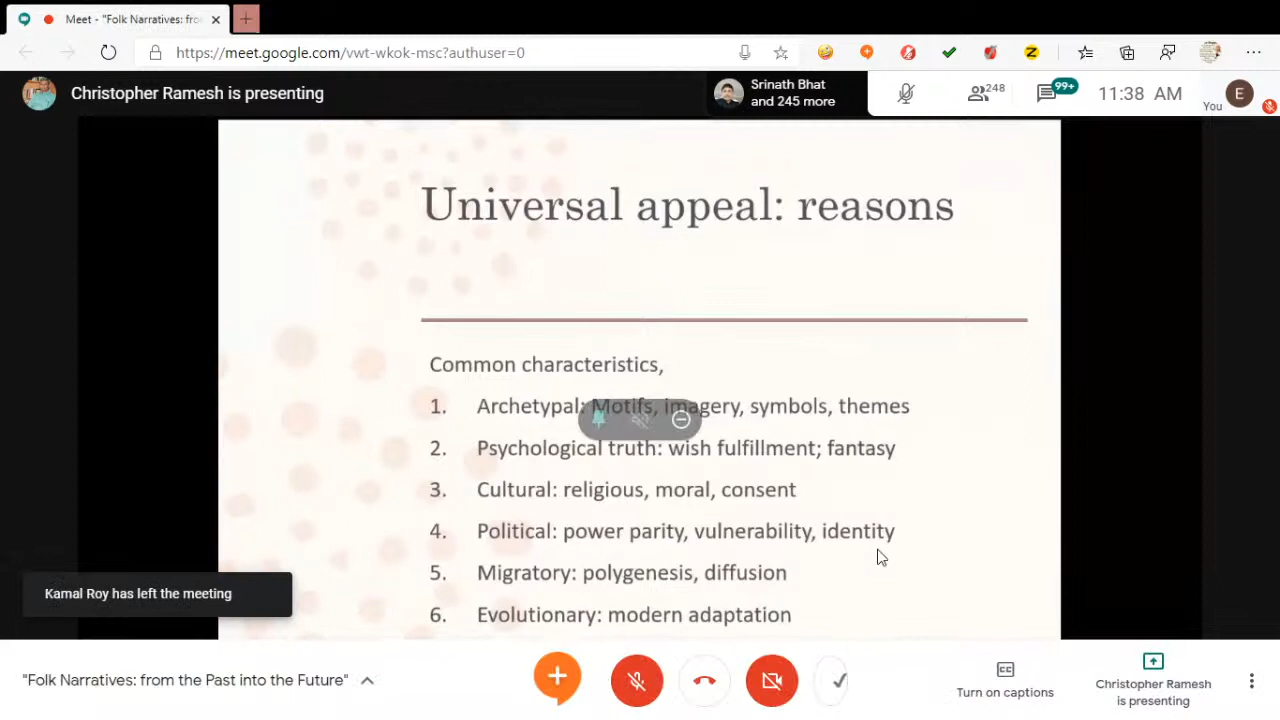 Meet - "Folk Narratives: fro
https://meet.google.com/vwt-wkok-msc?authuser=0
Christopher Ramesh is presenting
Srinath Bhat
and 245 more
248
99+
11:38 AM
You
E
Universal appeal: reasons
Common characteristics,
1. Archetypal: Motifs, imagery, symbols, themes
2. Psychological truth: wish fulfillment; fantasy
3. Cultural: religious, moral, consent
4. Political: power parity, vulnerability, identity
5. Migratory: polygenesis, diffusion
6. Evolutionary: modern adaptation
Kamal Roy has left the meeting
"Folk Narratives: from the Past into the Future"
CC
Turn on captions
Christopher Ramesh
is presenting